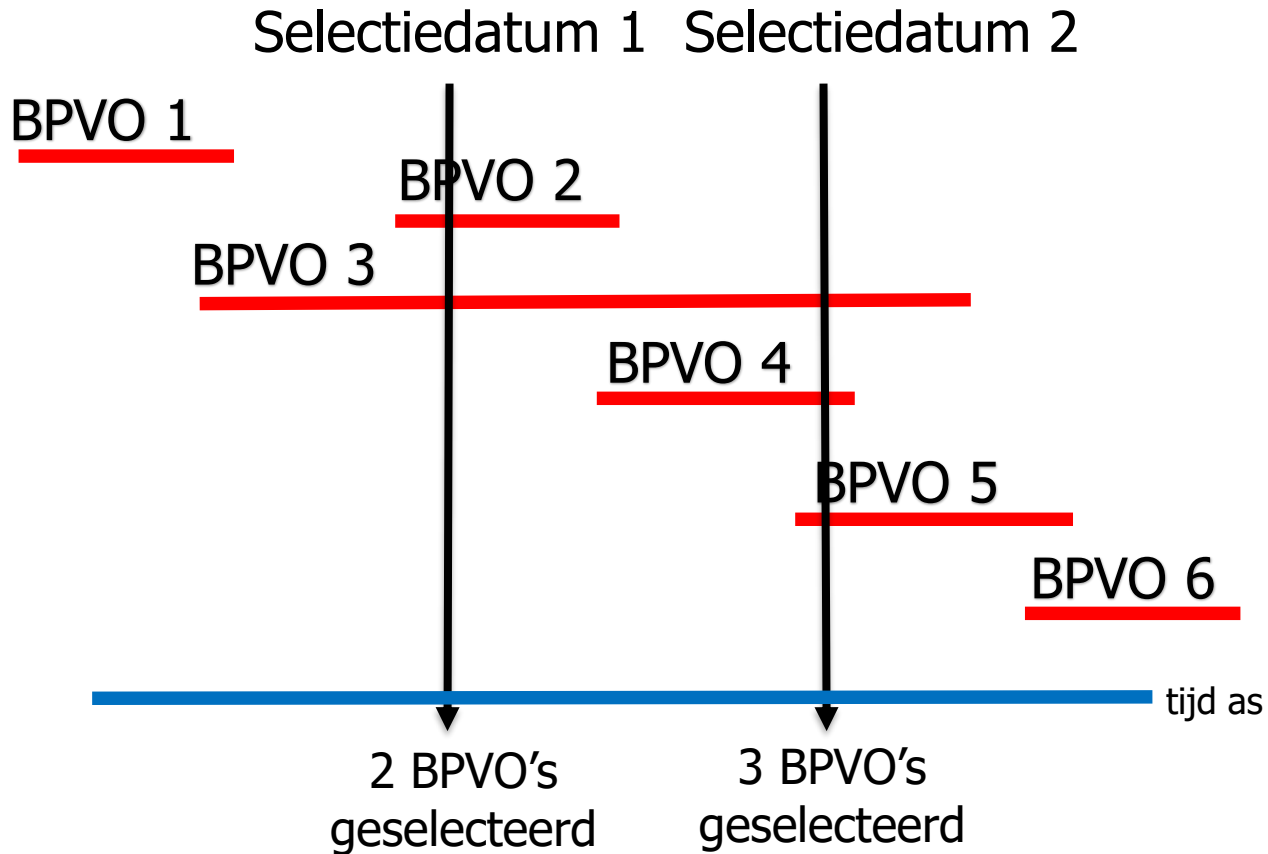 Selectiedatum 1
Selectiedatum 2
BPVO 1
BPVO 2
BPVO 3
BPVO 4
BPVO 5
BPVO 6
tijd as
2 BPVO’s
geselecteerd
3 BPVO’s
geselecteerd